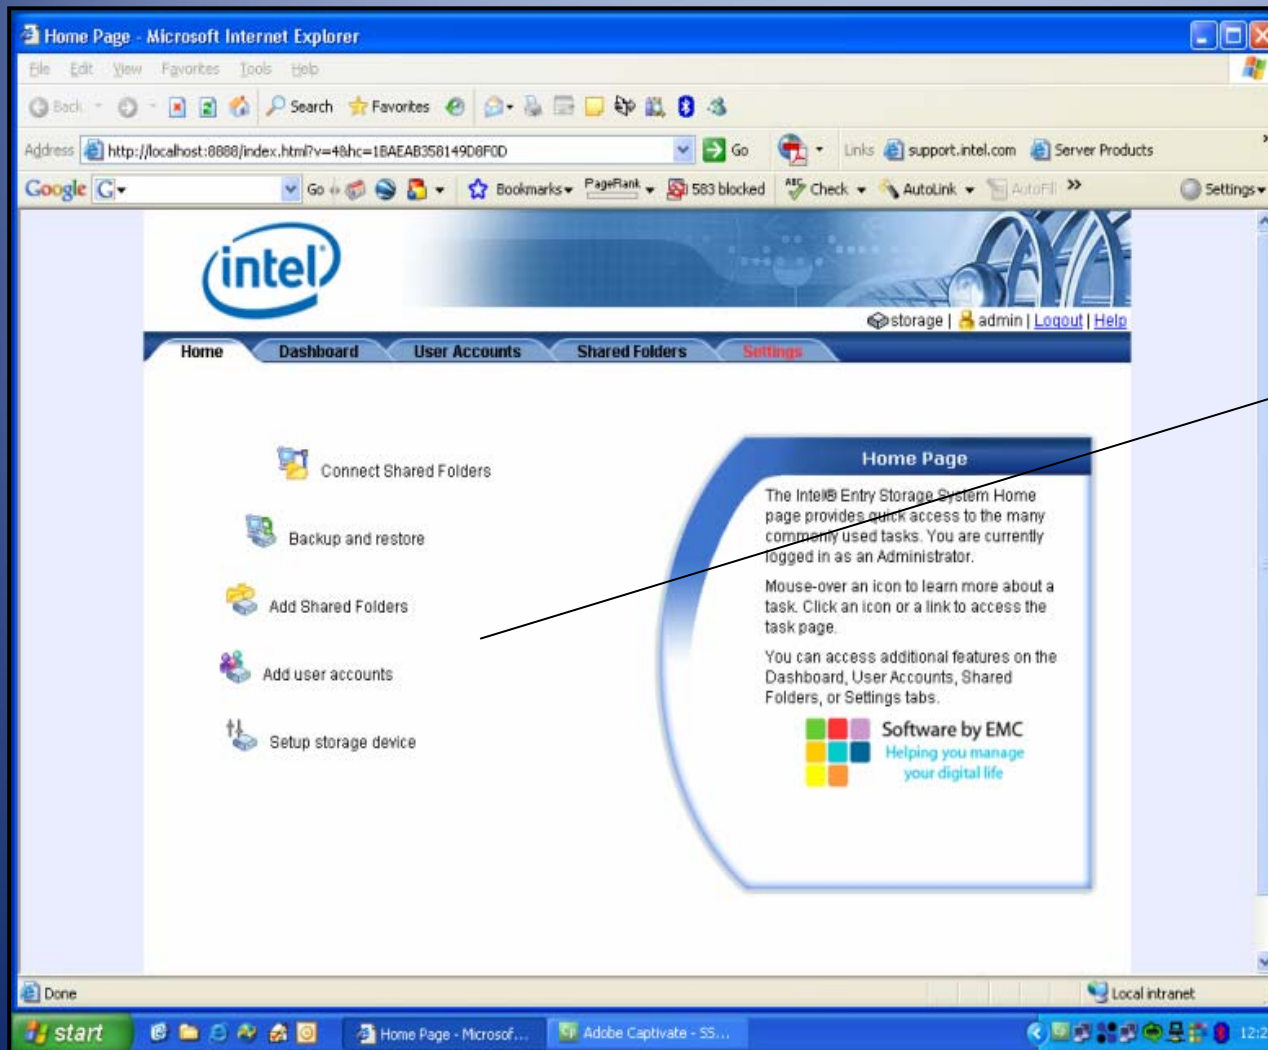 Home Page - Microsoft Internet Explorer
File Edit View Favorites Tools Help
Back Search Favorites
Address http://localhost:8888/index.html?v=4&hc=1BAEAB358149D8F0D Go Links support.intel.com Server Products »
Google G Go Bookmarks PageRank 583 blocked ABC Check AutoLink AutoFill » Settings
intel
storage | admin | Logout | Help
Home Dashboard User Accounts Shared Folders Settings
Connect Shared Folders
Backup and restore
Add Shared Folders
Add user accounts
Setup storage device
Home Page
The Intel® Entry Storage System Home
page provides quick access to the many
commonly used tasks. You are currently
logged in as an Administrator.
Mouse-over an icon to learn more about a
task. Click an icon or a link to access the
task page.
You can access additional features on the
Dashboard, User Accounts, Shared
Folders, or Settings tabs.
Software by EMC
Helping you manage
your digital life
Done Local intranet
start Home Page - Microsof... Adobe Captivate - SS... 12:2